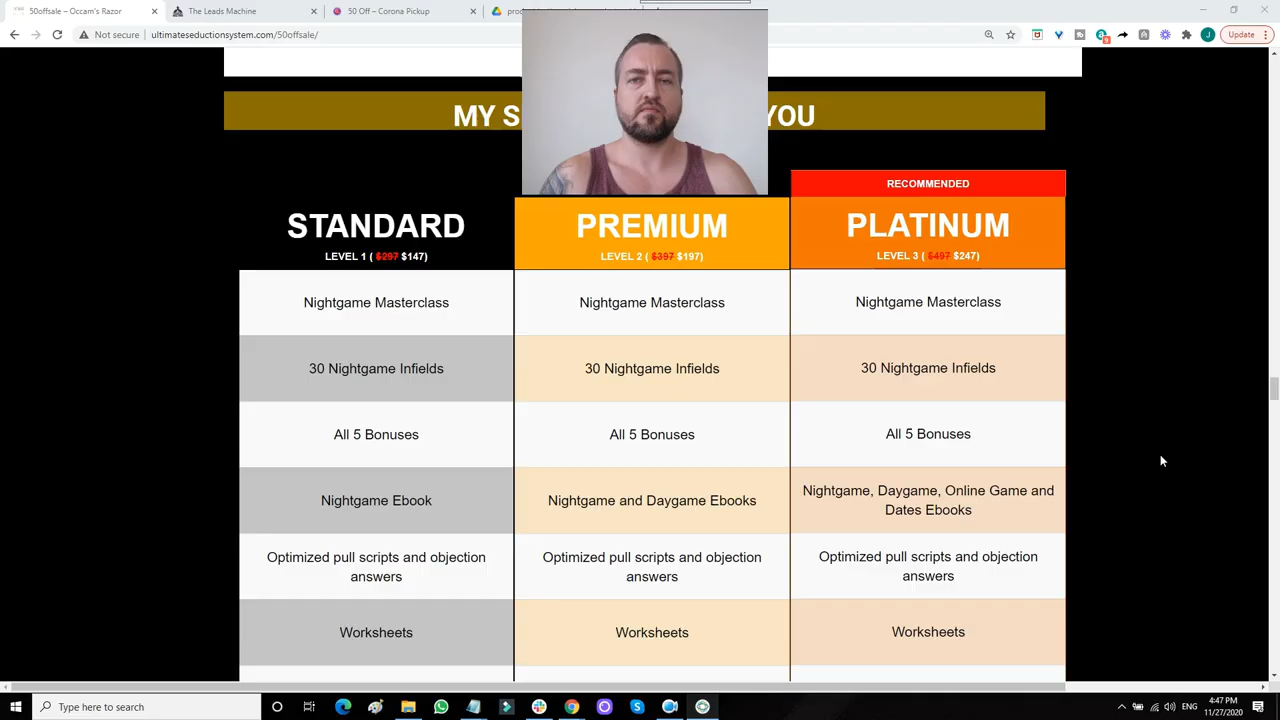 50offsale – Occam's Razor
The Leads Machine
50 Off – Corona Pickup
Not secure
ultimateseductionsystem.com/50offsale/
Update
MY S
YOU
RECOMMENDED
STANDARD
LEVEL 1 ( $297 $147)
PREMIUM
LEVEL 2 ( $397 $197)
PLATINUM
LEVEL 3 ( $497 $247)
Nightgame Masterclass
Nightgame Masterclass
Nightgame Masterclass
30 Nightgame Infields
30 Nightgame Infields
30 Nightgame Infields
All 5 Bonuses
All 5 Bonuses
All 5 Bonuses
Nightgame Ebook
Nightgame and Daygame Ebooks
Nightgame, Daygame, Online Game and
Dates Ebooks
Optimized pull scripts and objection
answers
Optimized pull scripts and objection
answers
Optimized pull scripts and objection
answers
Worksheets
Worksheets
Worksheets
Type here to search
ENG
4:47 PM
11/27/2020